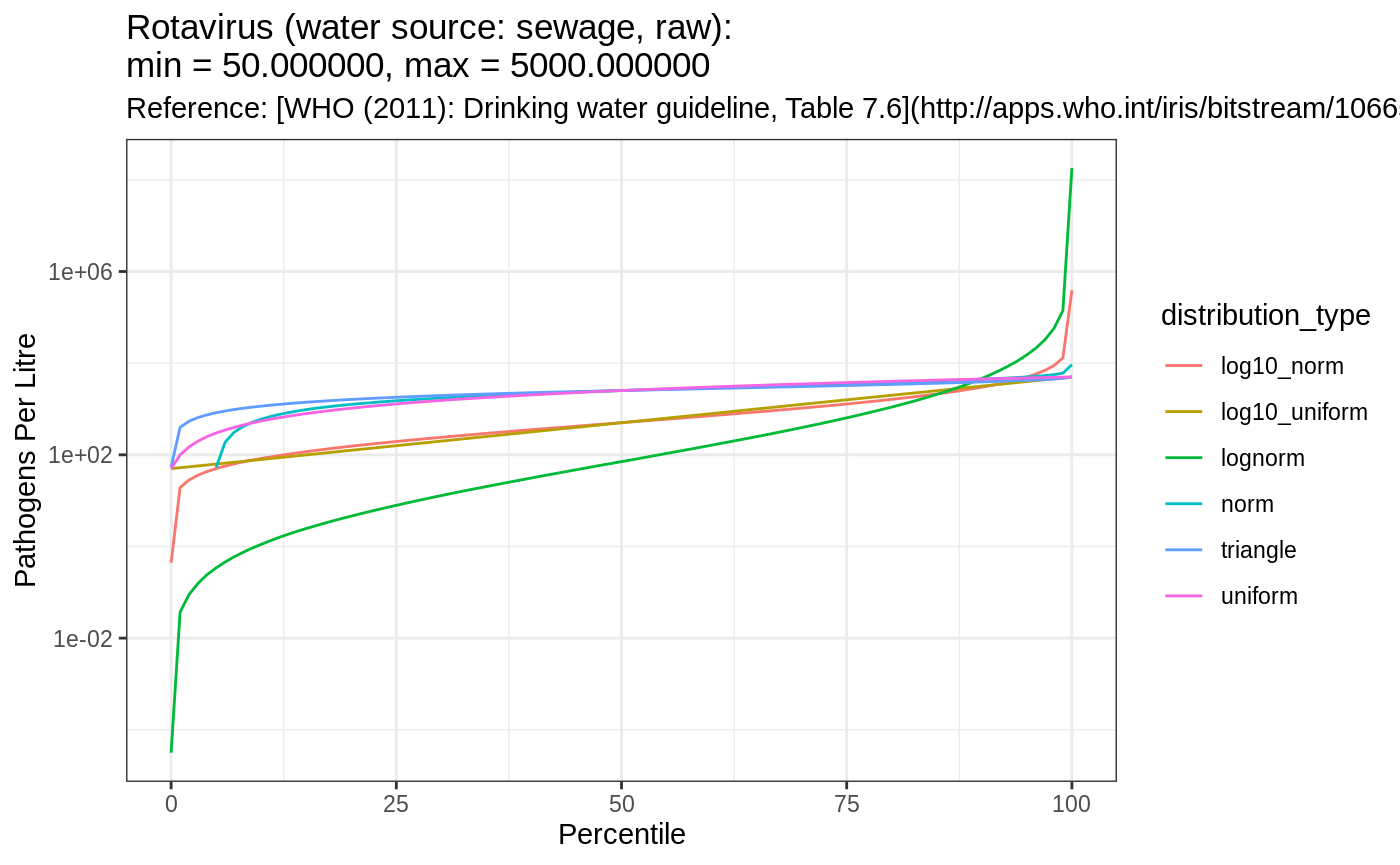 Rotavirus (water source: sewage, raw):
min = 50.000000, max = 5000.000000
Reference: [WHO (2011): Drinking water guideline, Table 7.6](http://apps.who.int/iris/bitstream/1066
Pathogens Per Litre
1e+06
1e+02
1e-02
0 25 50 75 100
Percentile
distribution_type
log10_norm
log10_uniform
lognorm
norm
triangle
uniform